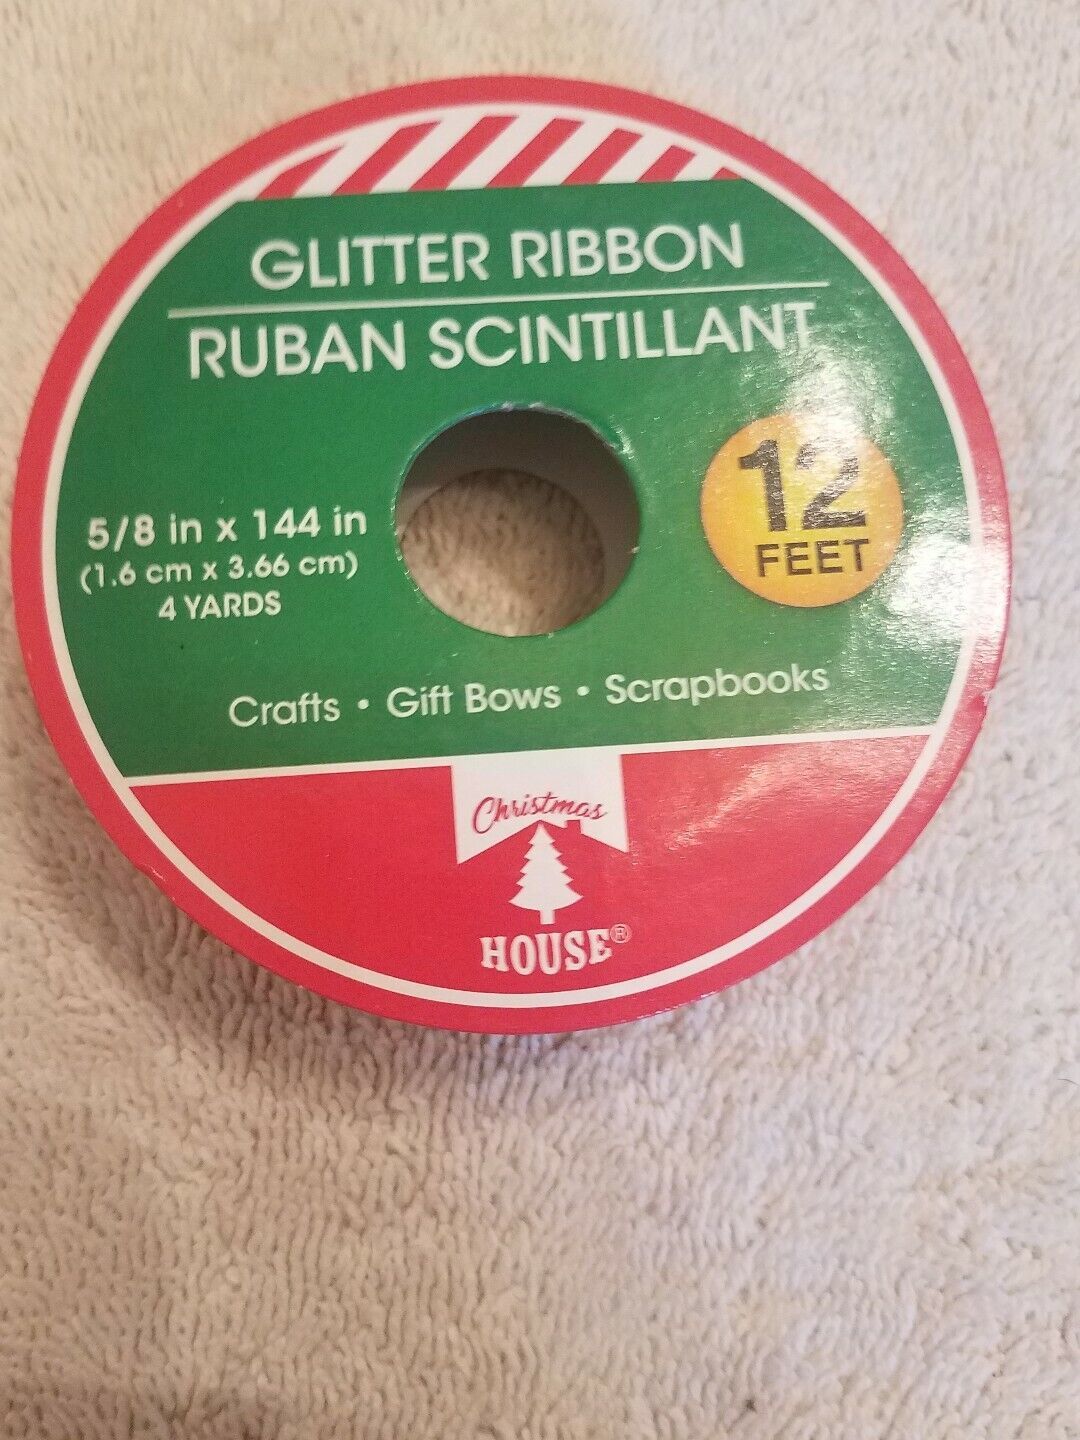 GLITTER RIBBON
RUBAN SCINTILLANT
5/8 in x 144 in
(1.6 cm x 3.66 cm)
4 YARDS
12
FEET
Crafts • Gift Bows • Scrapbooks
Christmas
HOUSE®